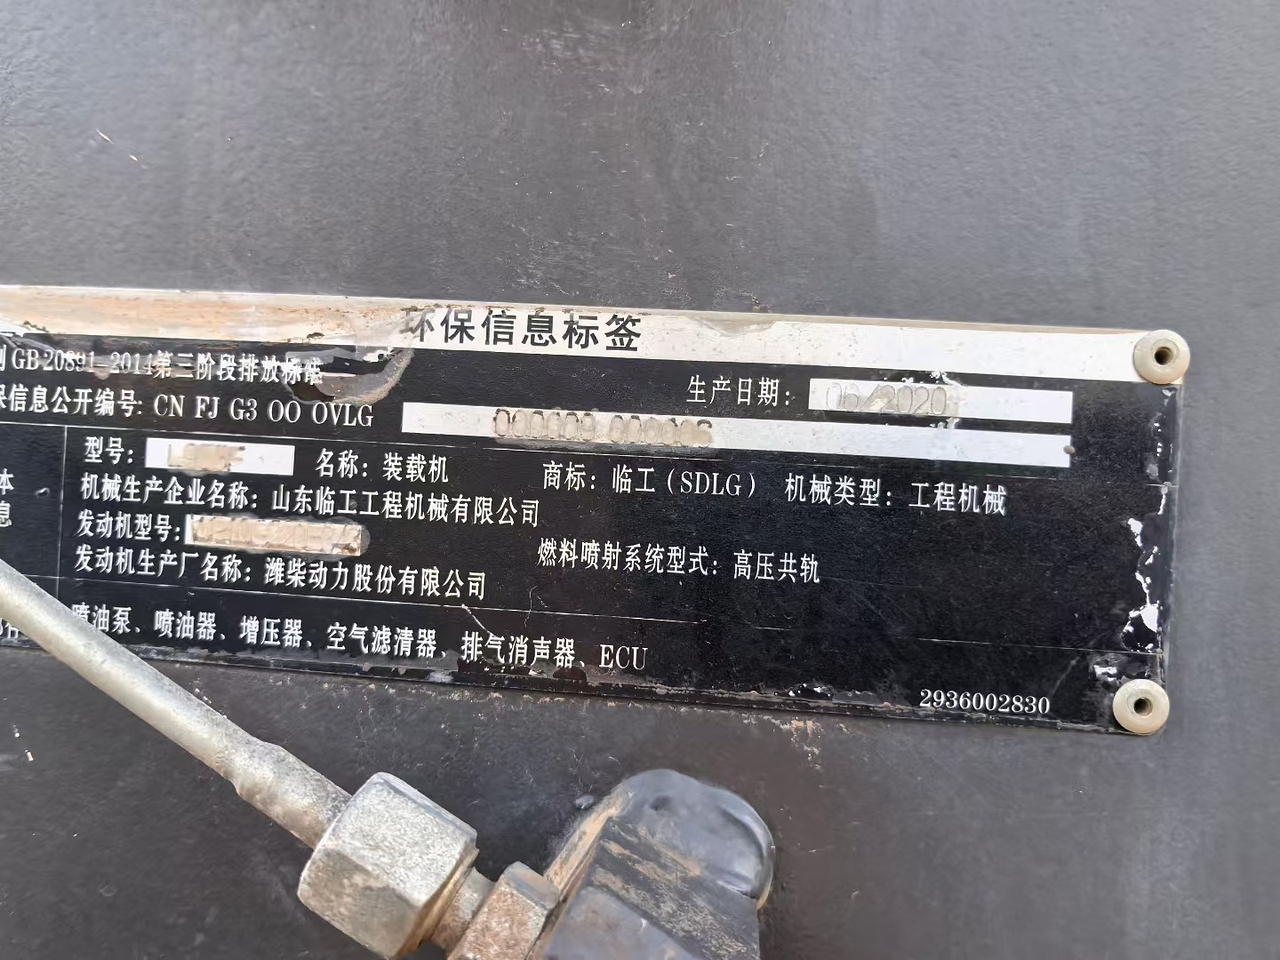 环保信息标签
GB 20891-2014第三阶段排放标准
生产日期: 06/2020
保信息公开编号: CN FJ G3 OO OVLG
型号: 名称: 装载机 商标: 临工(SDLG) 机械类型: 工程机械
本
息
机械生产企业名称: 山东临工工程机械有限公司
发动机型号: 燃料喷射系统型式: 高压共轨
发动机生产厂名称: 潍柴动力股份有限公司
喷油泵、喷油器、增压器、空气滤清器、排气消声器、ECU
2936002830